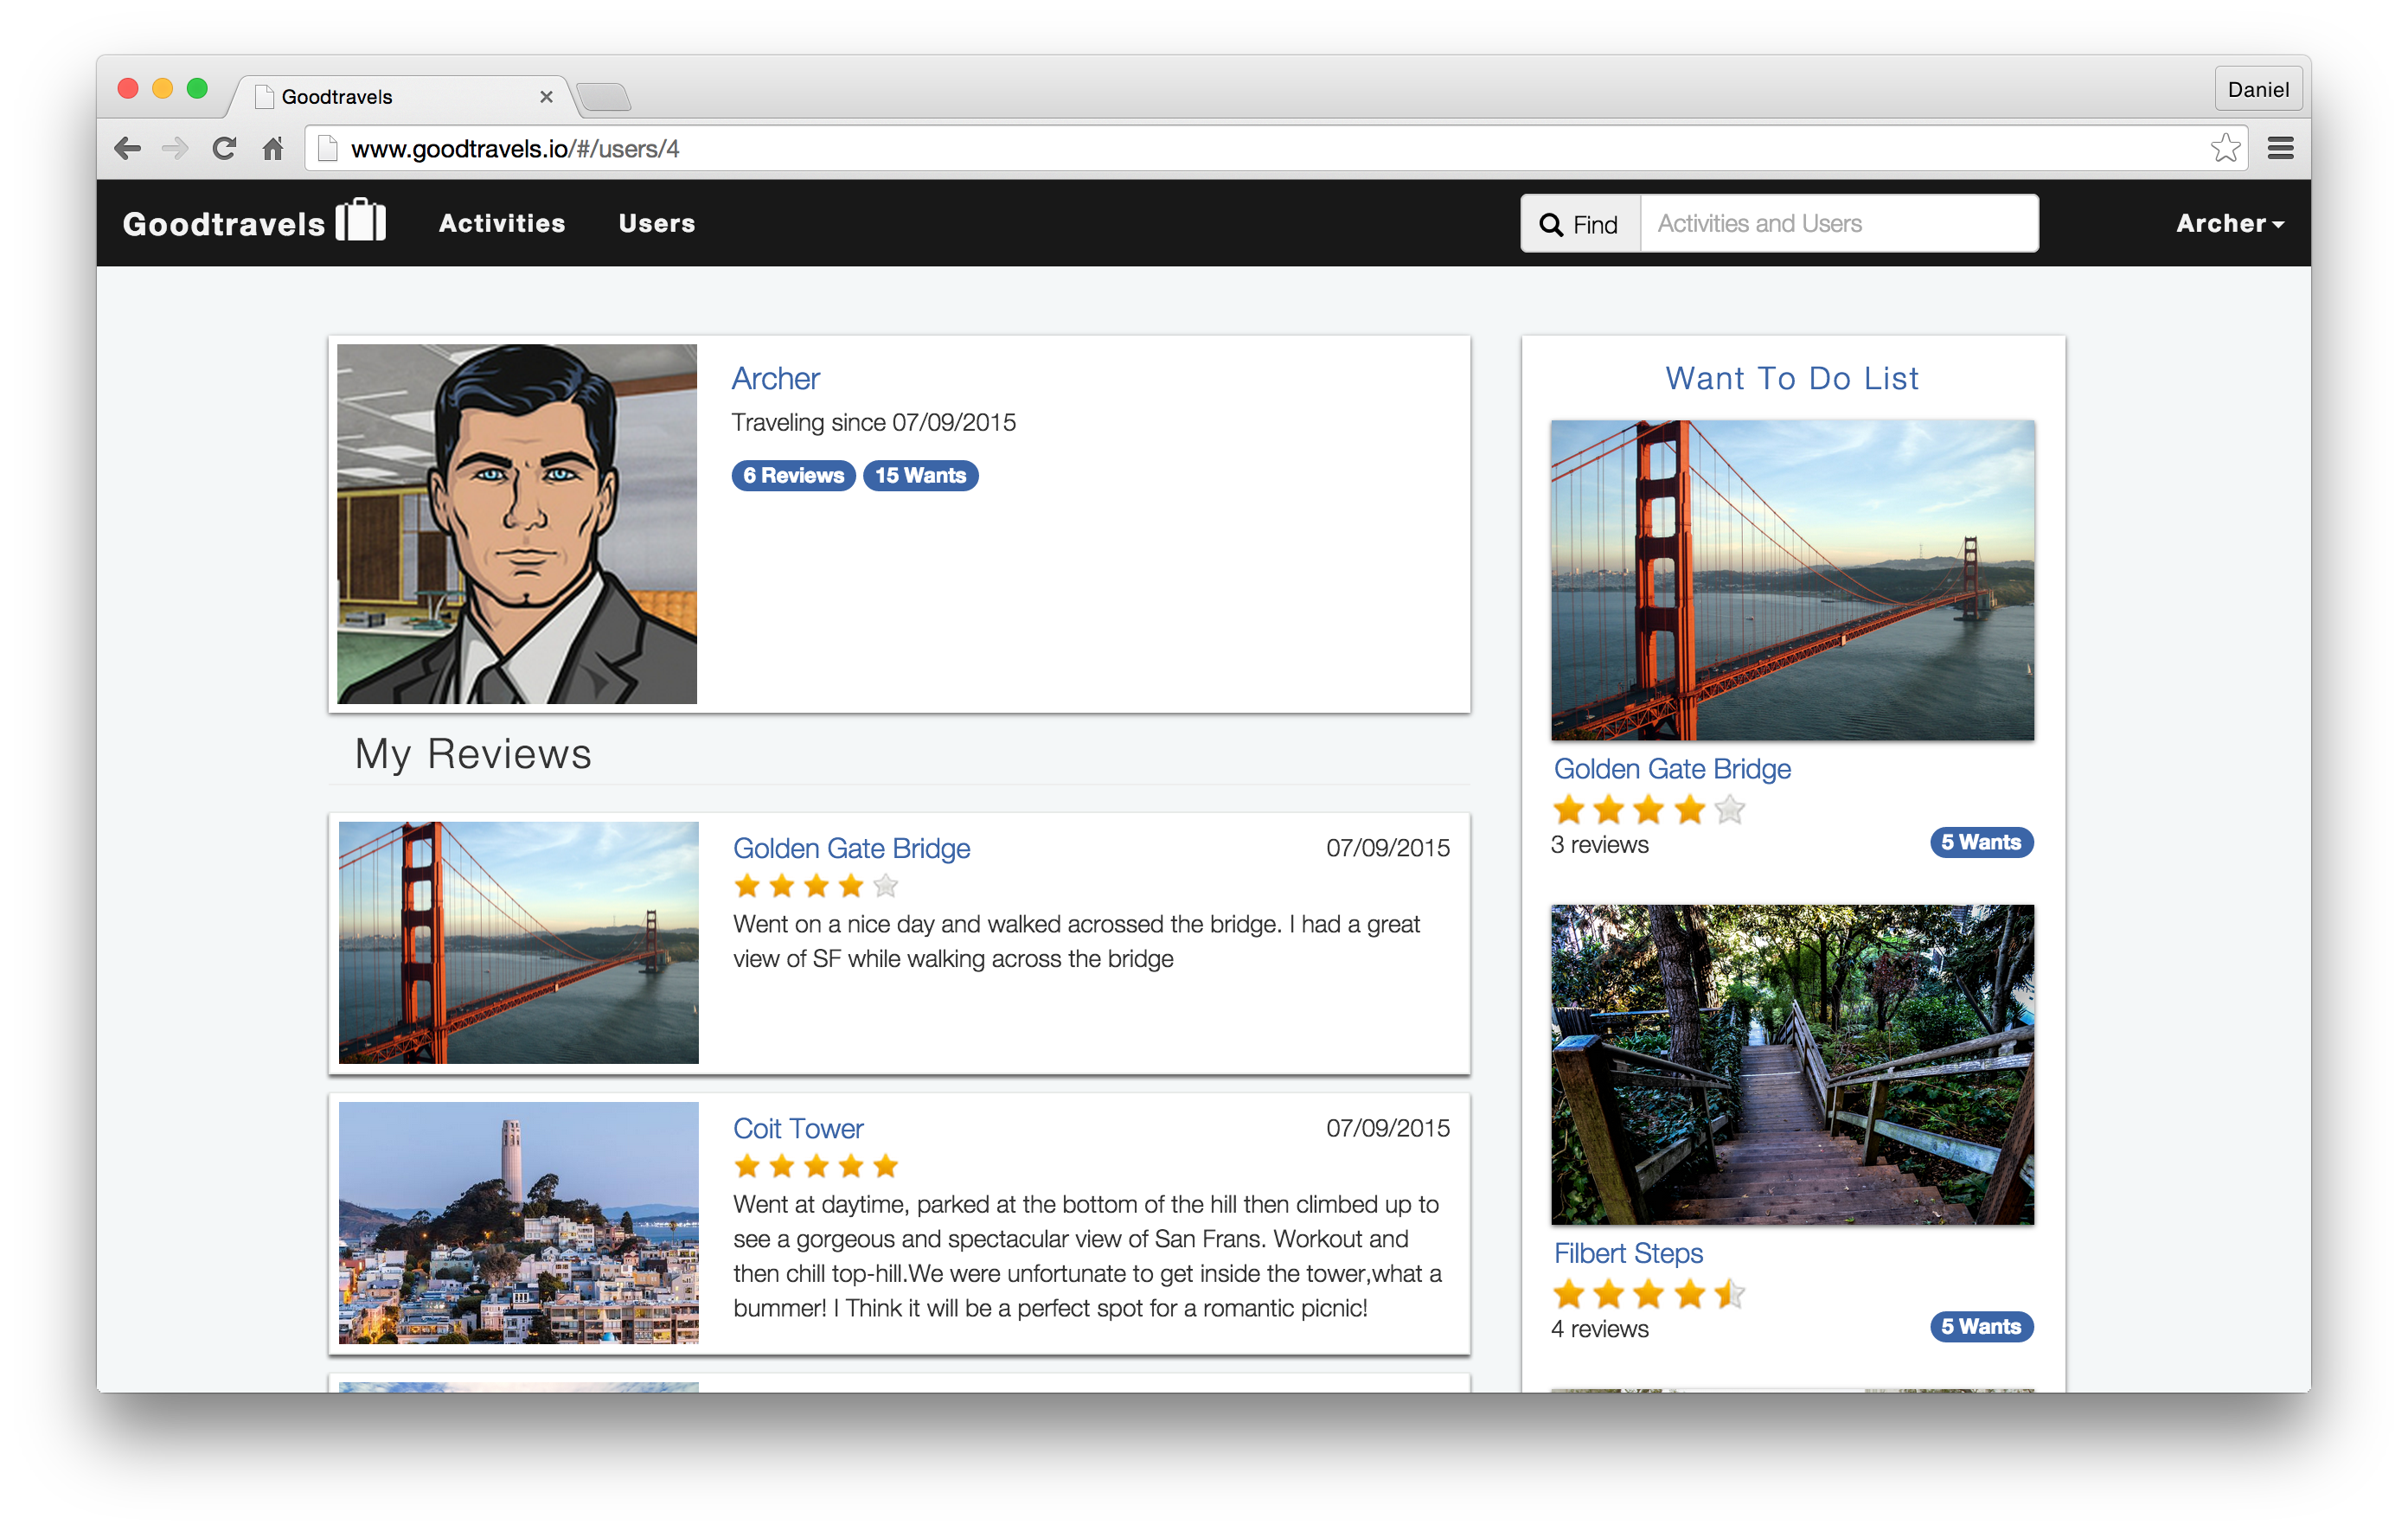 Goodtravels
Daniel
www.goodtravels.io/#/users/4
Goodtravels
Activities
Users
Find
Activities and Users
Archer
Archer
Traveling since 07/09/2015
6 Reviews
15 Wants
My Reviews
Golden Gate Bridge
07/09/2015
Went on a nice day and walked acrossed the bridge. I had a great
view of SF while walking across the bridge
Coit Tower
07/09/2015
Went at daytime, parked at the bottom of the hill then climbed up to
see a gorgeous and spectacular view of San Frans. Workout and
then chill top-hill.We were unfortunate to get inside the tower,what a
bummer! I Think it will be a perfect spot for a romantic picnic!
Want To Do List
Golden Gate Bridge
3 reviews
5 Wants
Filbert Steps
4 reviews
5 Wants